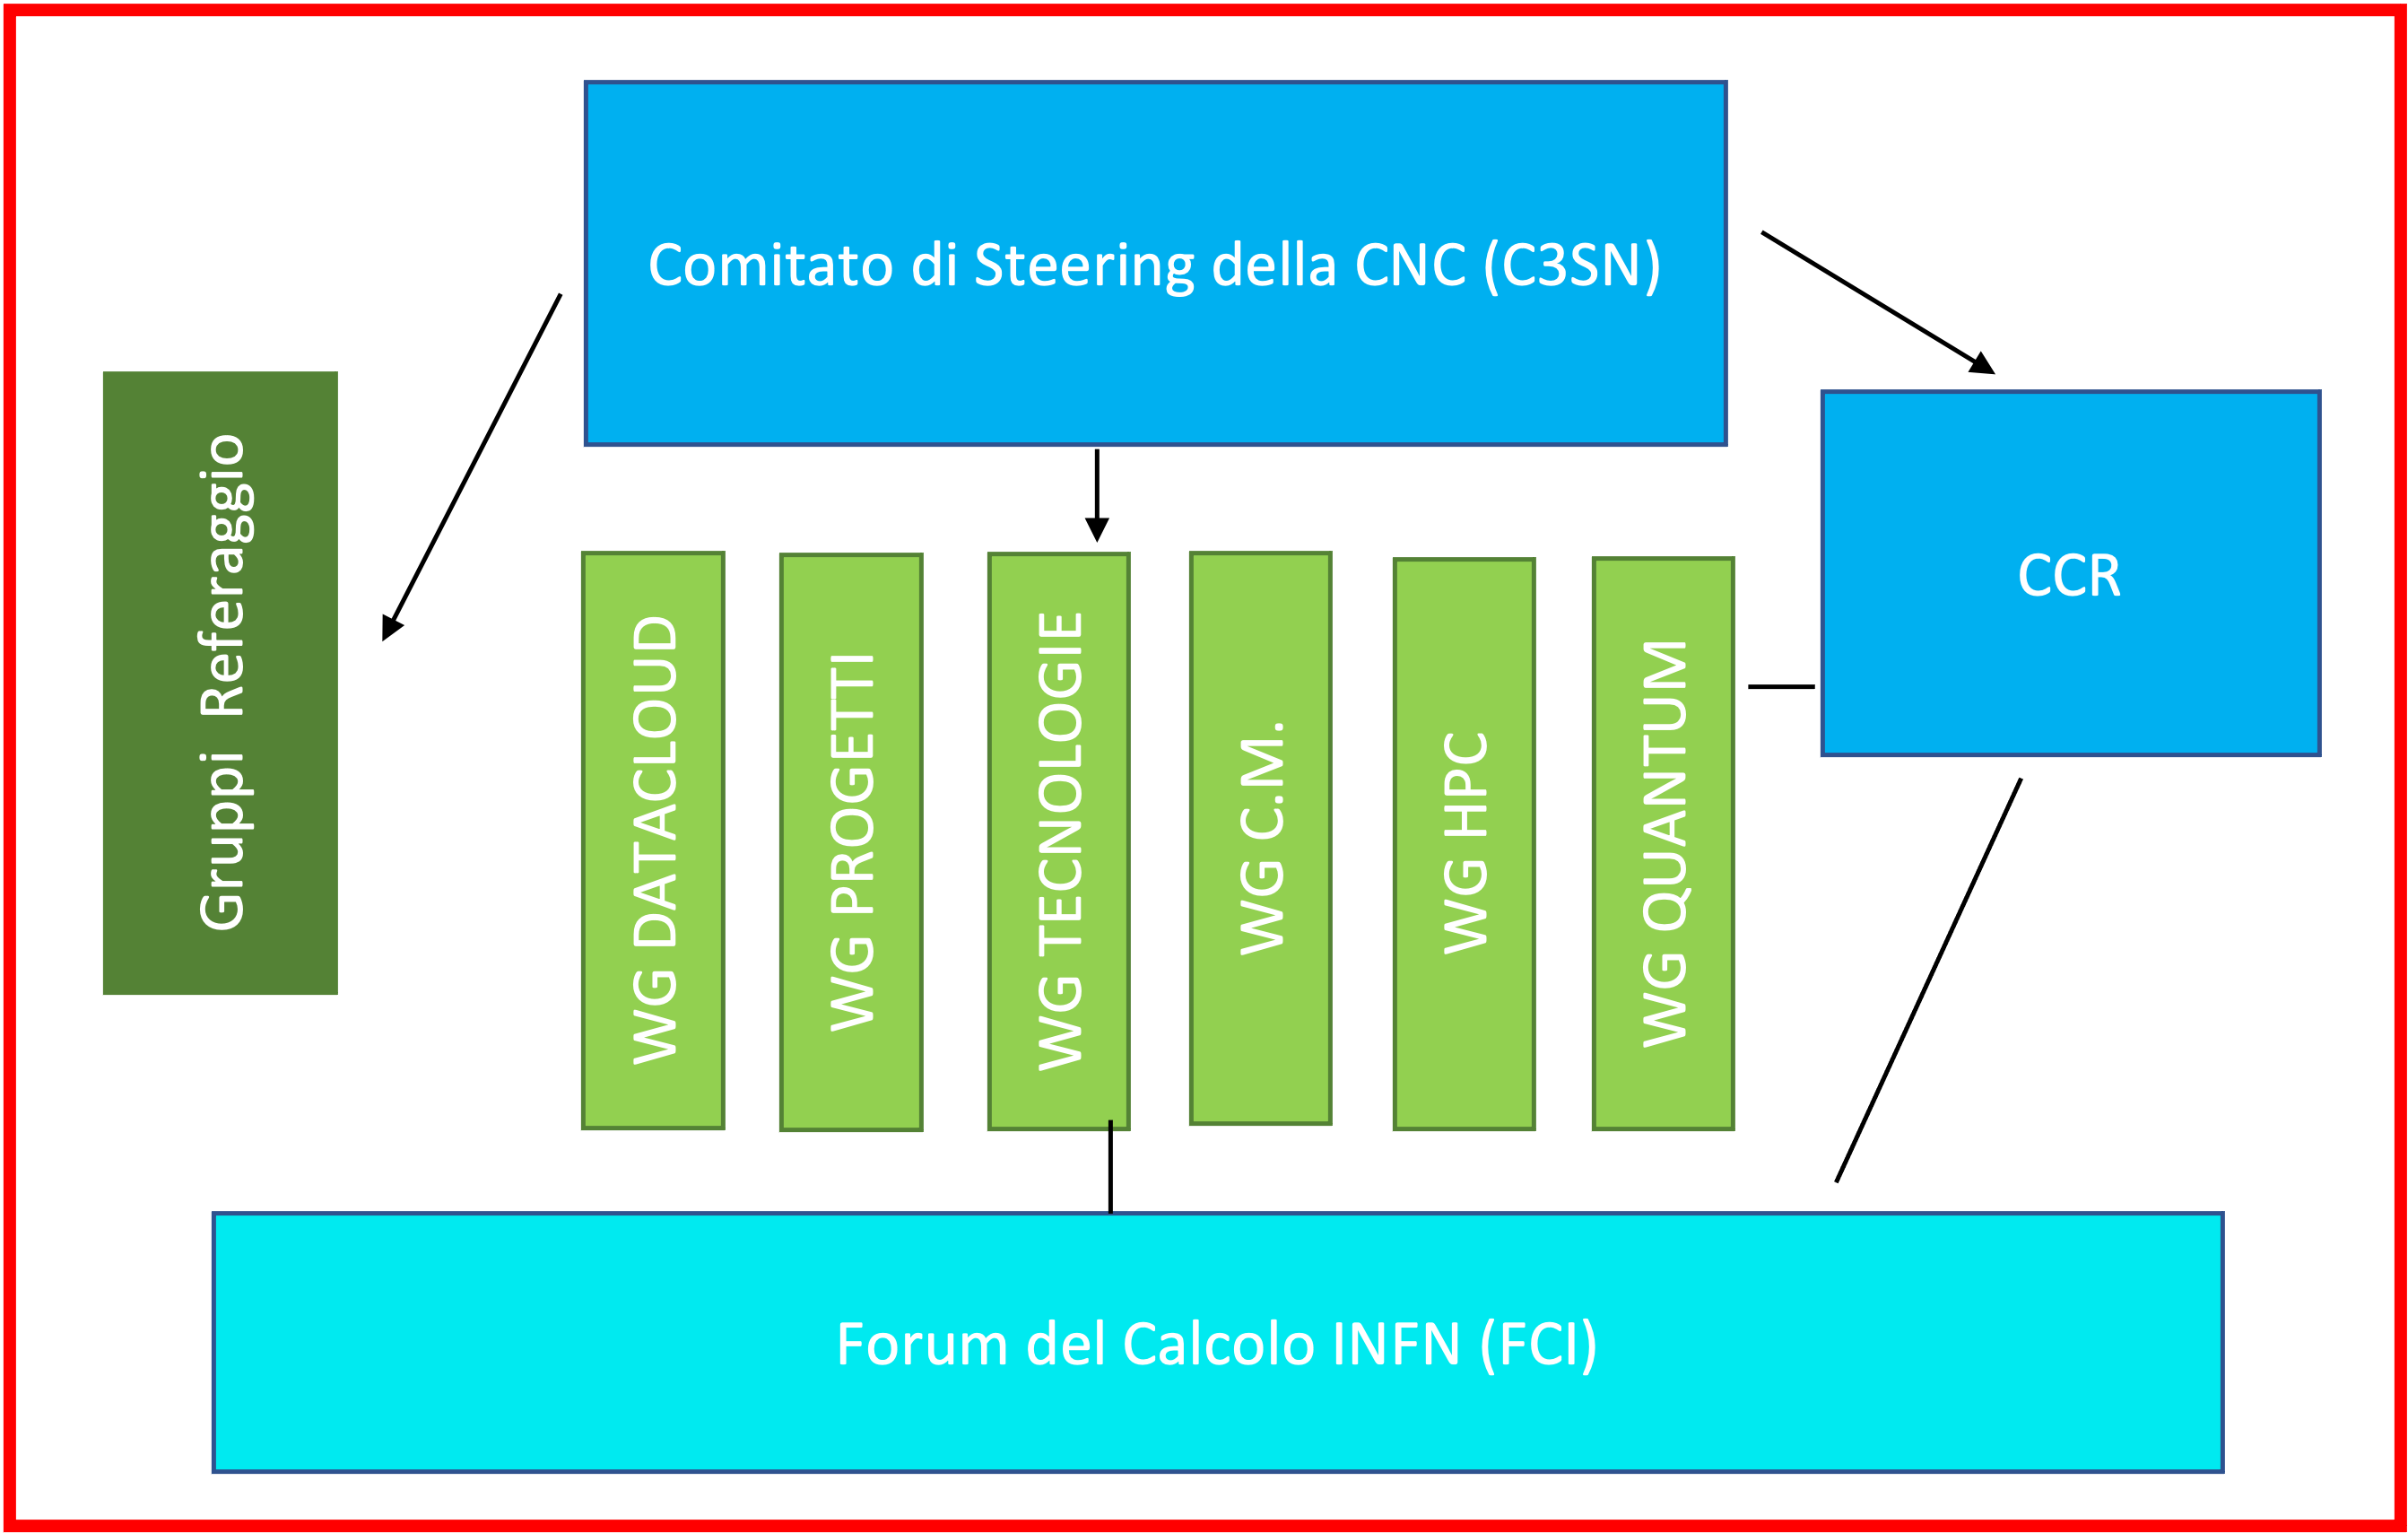 Comitato di Steering della CNC (C3SN)
Gruppi Referaggio
CCR
WG DATACLOUD
WG PROGETTI
WG TECNOLOGIE
WG C.M.
WG HPC
WG QUANTUM
Forum del Calcolo INFN (FCI)